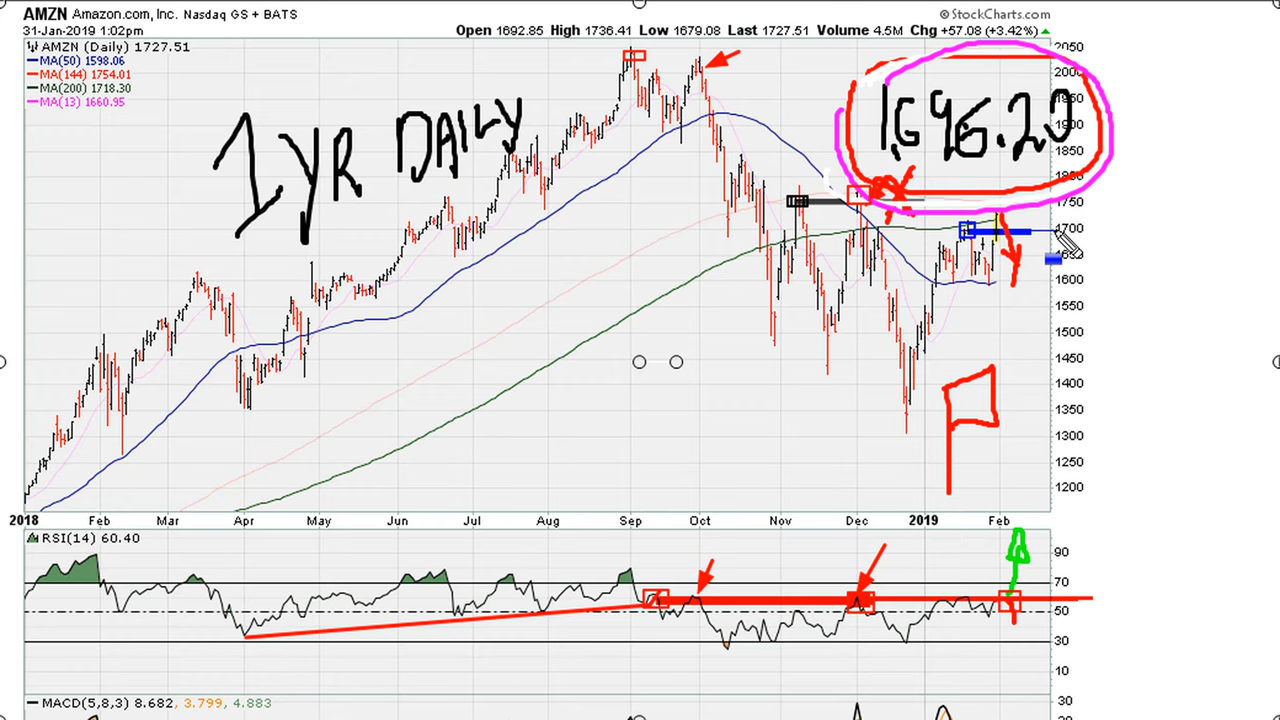 AMZN Amazon.com, Inc. Nasdaq GS + BATS
© StockCharts.com
31-Jan-2019 1:02pm
Open 1692.85 High 1736.41 Low 1679.08 Last 1727.51 Volume 4.5M Chg +57.08 (+3.42%)
AMZN (Daily) 1727.51
MA(50) 1598.06
MA(144) 1754.01
MA(200) 1718.30
MA(13) 1660.95
1YR DAILY
1,696.20
2050
1900
1850
1750
1700
1600
1550
1500
1450
1400
1350
1300
1250
1200
2018 Feb Mar Apr May Jun Jul Aug Sep Oct Nov Dec 2019 Feb
RSI(14) 60.40
90
70
50
30
10
MACD(5,8,3) 8.682, 3.799, 4.883
30